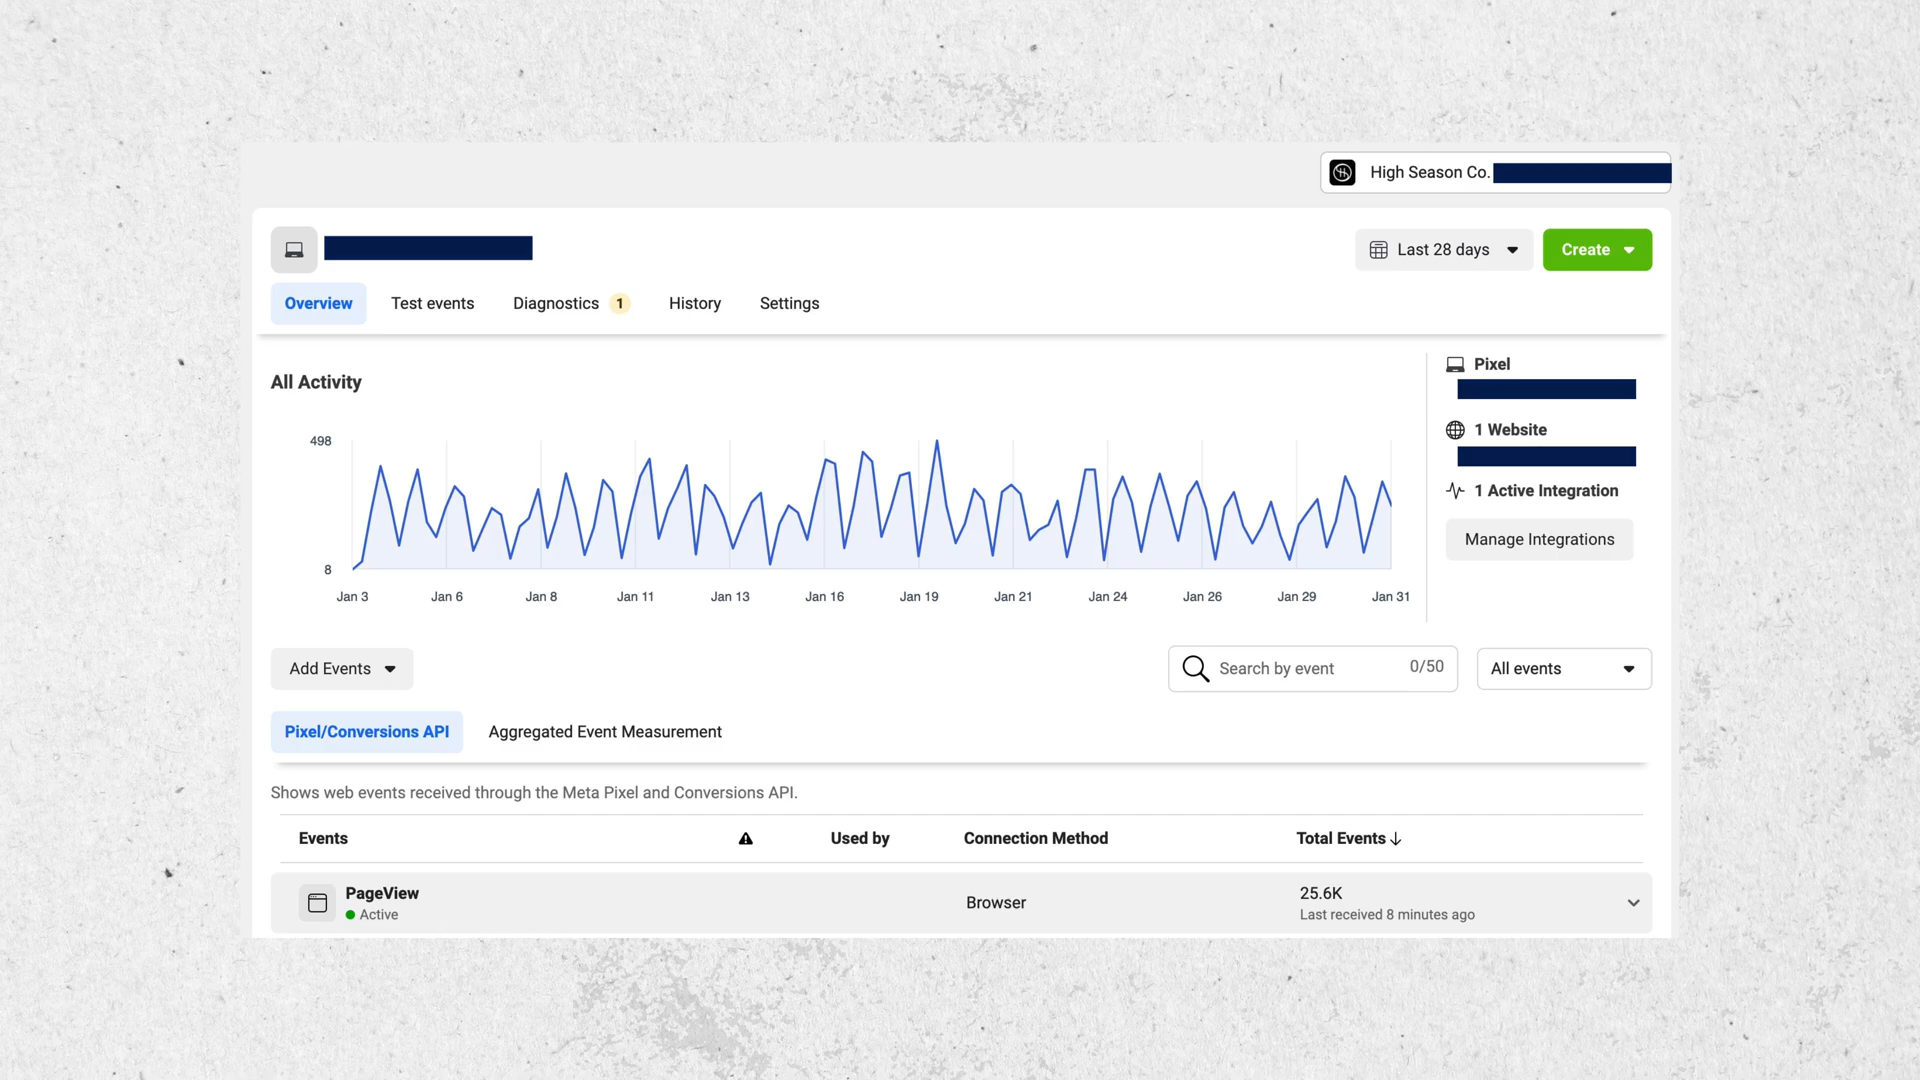 High Season Co.
Last 28 days
Create
Overview
Test events
Diagnostics 1
History
Settings
All Activity
498
8
Jan 3
Jan 6
Jan 8
Jan 11
Jan 13
Jan 16
Jan 19
Jan 21
Jan 24
Jan 26
Jan 29
Jan 31
Pixel
1 Website
1 Active Integration
Manage Integrations
Add Events
Search by event 0/50
All events
Pixel/Conversions API
Aggregated Event Measurement
Shows web events received through the Meta Pixel and Conversions API.
Events
Used by
Connection Method
Total Events
PageView
Active
Browser
25.6K
Last received 8 minutes ago